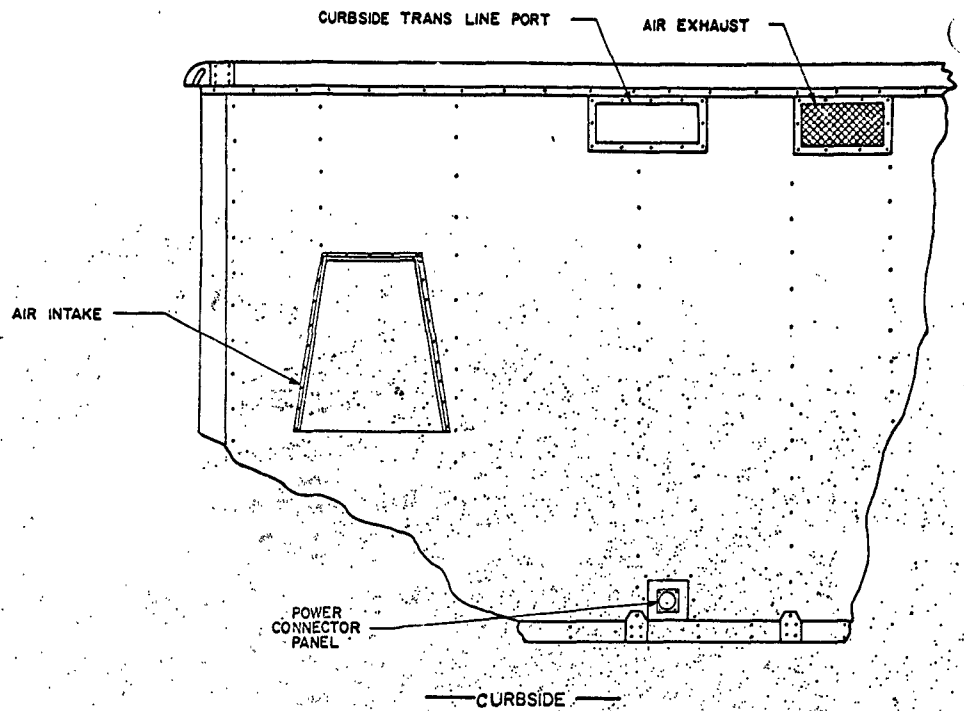 CURBSIDE TRANS LINE PORT
AIR EXHAUST
AIR INTAKE
POWER
CONNECTOR
PANEL
CURBSIDE